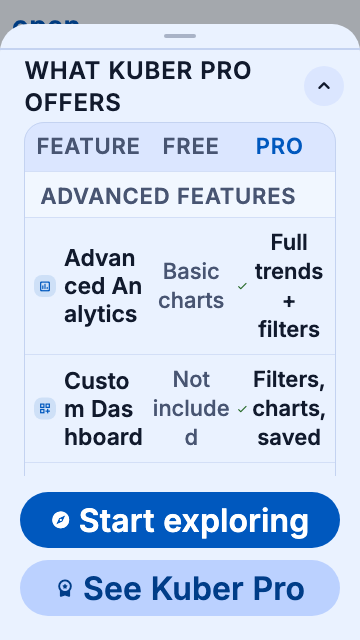 WHAT KUBER PRO
OFFERS
FEATURE FREE PRO
ADVANCED FEATURES
Advan
ced An
alytics
Basic
charts
Full
trends
+
filters
Custo
m Das
hboard
Not
include
d
Filters,
charts,
saved
Start exploring
See Kuber Pro